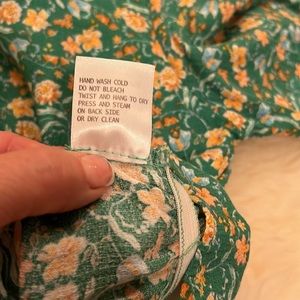 HAND WASH COLD
DO NOT BLEACH
TWIST AND HANG TO DRY
PRESS AND STEAM
ON BACK SIDE
OR DRY CLEAN